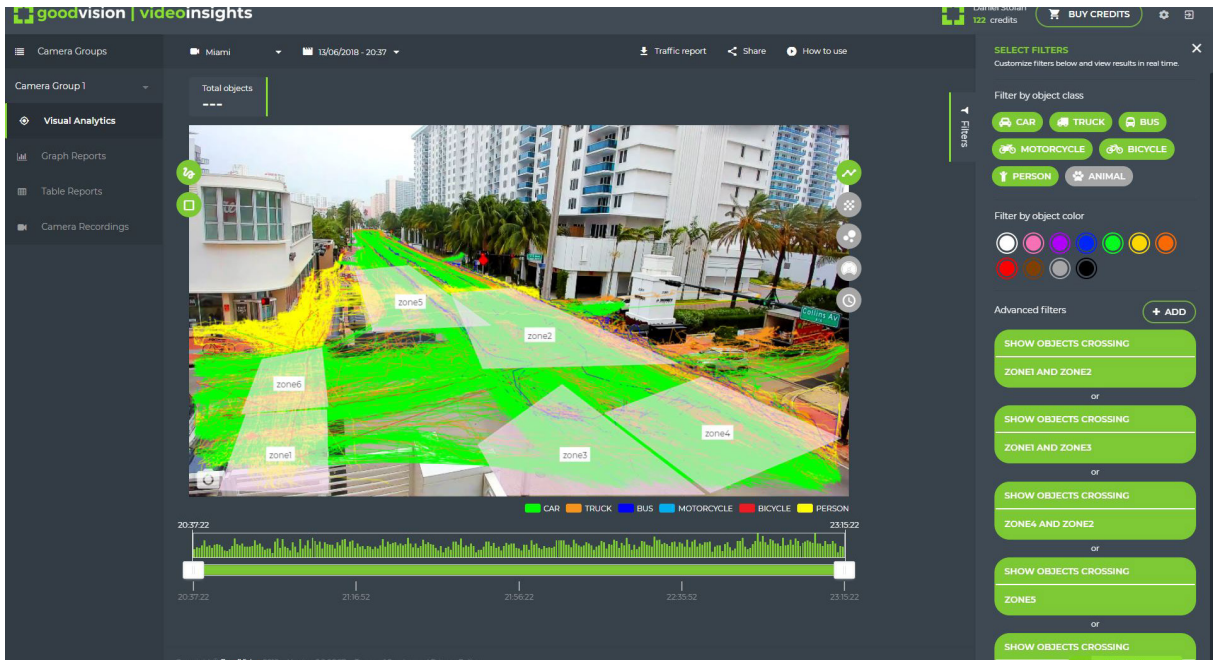 goodvision | videoinsights
Daniel Štofan
122 credits
BUY CREDITS
Camera Groups
Camera Group 1
Visual Analytics
Graph Reports
Table Reports
Camera Recordings
Miami
13/06/2018 - 20:37
Traffic report
Share
How to use
Total objects
---
zone5
zone2
zone6
zone4
zone1
zone3
Collins Av
CAR
TRUCK
BUS
MOTORCYCLE
BICYCLE
PERSON
20:37:22
23:15:22
20:37:22
21:16:52
21:56:22
22:35:52
23:15:22
Filters
SELECT FILTERS
Customize filters below and view results in real time.
Filter by object class
CAR
TRUCK
BUS
MOTORCYCLE
BICYCLE
PERSON
ANIMAL
Filter by object color
Advanced filters
+ ADD
SHOW OBJECTS CROSSING
ZONE1 AND ZONE2
or
SHOW OBJECTS CROSSING
ZONE1 AND ZONE3
or
SHOW OBJECTS CROSSING
ZONE4 AND ZONE2
or
SHOW OBJECTS CROSSING
ZONE5
or
SHOW OBJECTS CROSSING